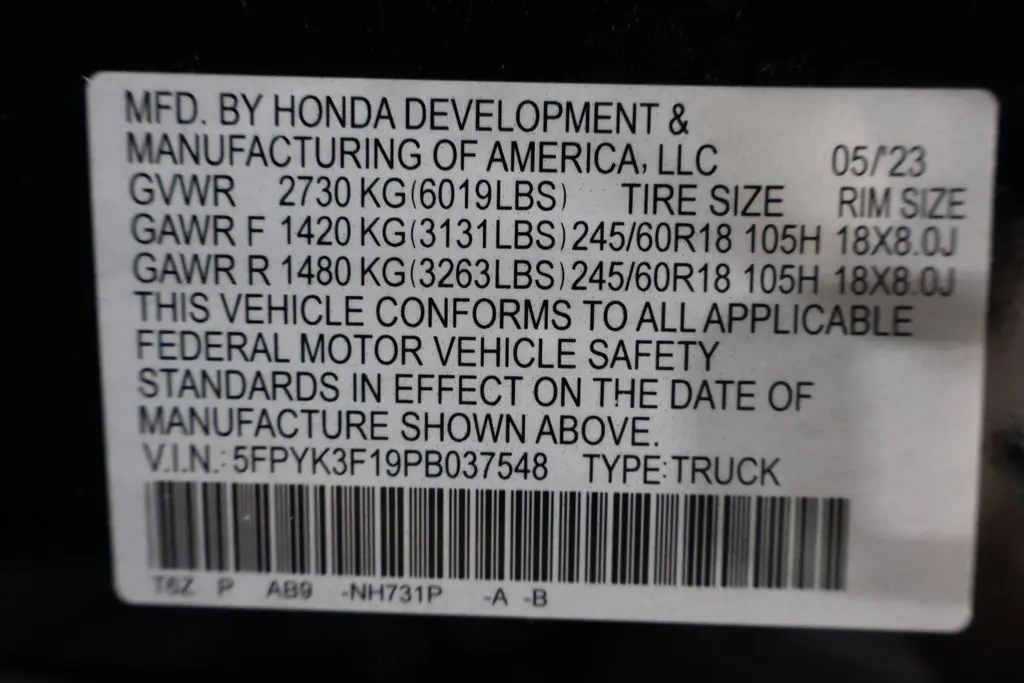 MFD. BY HONDA DEVELOPMENT &
MANUFACTURING OF AMERICA, LLC 05/'23
GVWR 2730 KG(6019LBS) TIRE SIZE RIM SIZE
GAWR F 1420 KG(3131LBS) 245/60R18 105H 18X8.0J
GAWR R 1480 KG(3263LBS) 245/60R18 105H 18X8.0J
THIS VEHICLE CONFORMS TO ALL APPLICABLE
FEDERAL MOTOR VEHICLE SAFETY
STANDARDS IN EFFECT ON THE DATE OF
MANUFACTURE SHOWN ABOVE.
V.I.N.: 5FPYK3F19PB037548 TYPE:TRUCK
T6Z P AB9 -NH731P -A -B